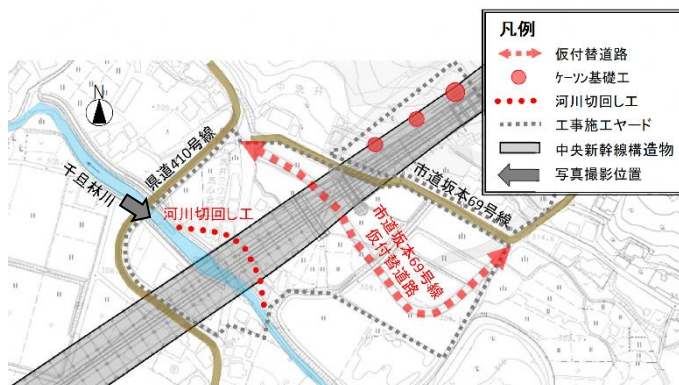 凡例
仮付替道路
ケーソン基礎工
河川切回し工
工事施工ヤード
中央新幹線構造物
写真撮影位置
N
県道410号線
千旦林川
河川切回し工
市道坂本69号線
市道坂本69号線
仮付替道路